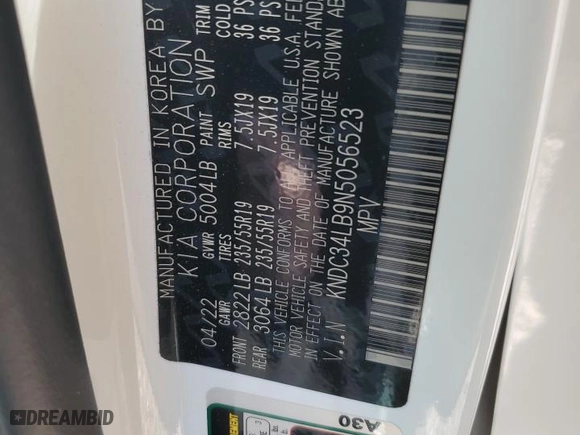 MANUFACTURED IN KOREA BY
KIA CORPORATION
04/22 GVWR 5004LB PAINT SWP TRIM
GAWR TIRES RIMS COLD
FRONT 2822LB 235/55R19 7.5JX19 36 PS
REAR 3064LB 235/55R19 7.5JX19 36 PS
THIS VEHICLE CONFORMS TO ALL APPLICABLE U.S.A. FE
MOTOR VEHICLE SAFETY AND THEFT PREVENTION STAND
IN EFFECT ON THE DATE OF MANUFACTURE SHOWN AB
V.I.N KNDC34LB9N5056523
MPV
A30
DREAMBID